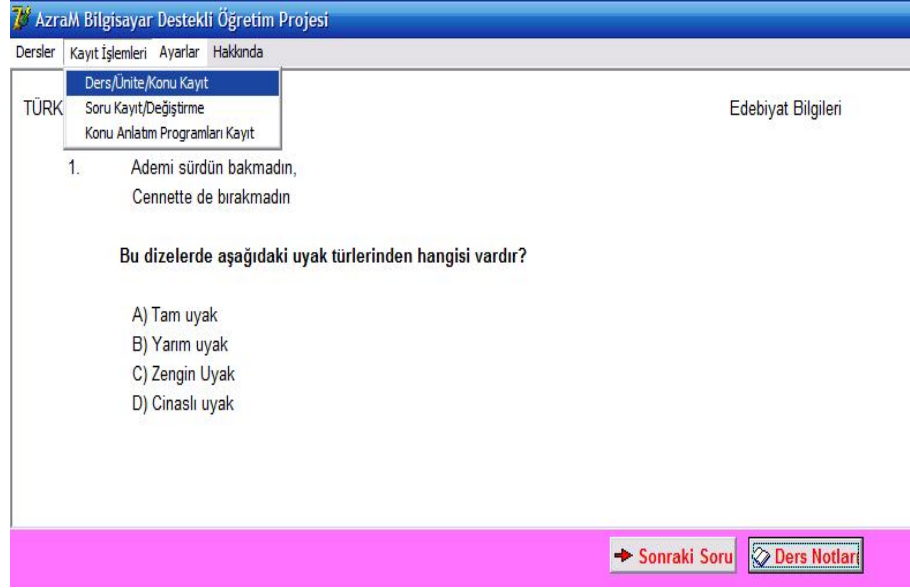 AzraM Bilgisayar Destekli Öğretim Projesi
Dersler Kayıt İşlemleri Ayarlar Hakkında
Ders/Ünite/Konu Kayıt
Soru Kayıt/Değiştirme
Konu Anlatım Programları Kayıt
TÜRK
Edebiyat Bilgileri
1. Ademi sürdün bakmadın,
Cennette de bırakmadın
Bu dizelerde aşağıdaki uyak türlerinden hangisi vardır?
A) Tam uyak
B) Yarım uyak
C) Zengin Uyak
D) Cinaslı uyak
Sonraki Soru Ders Notları